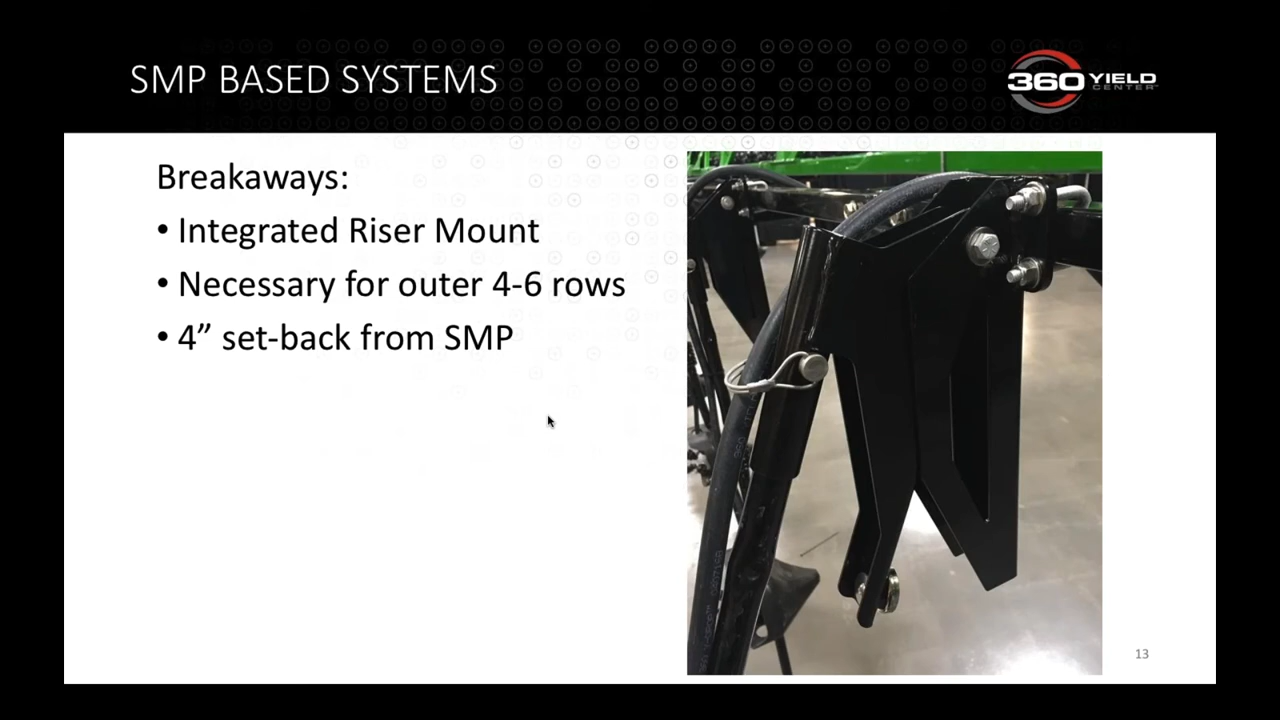 SMP BASED SYSTEMS
360 YIELD
CENTER
Breakaways:
• Integrated Riser Mount
• Necessary for outer 4-6 rows
• 4” set-back from SMP
13